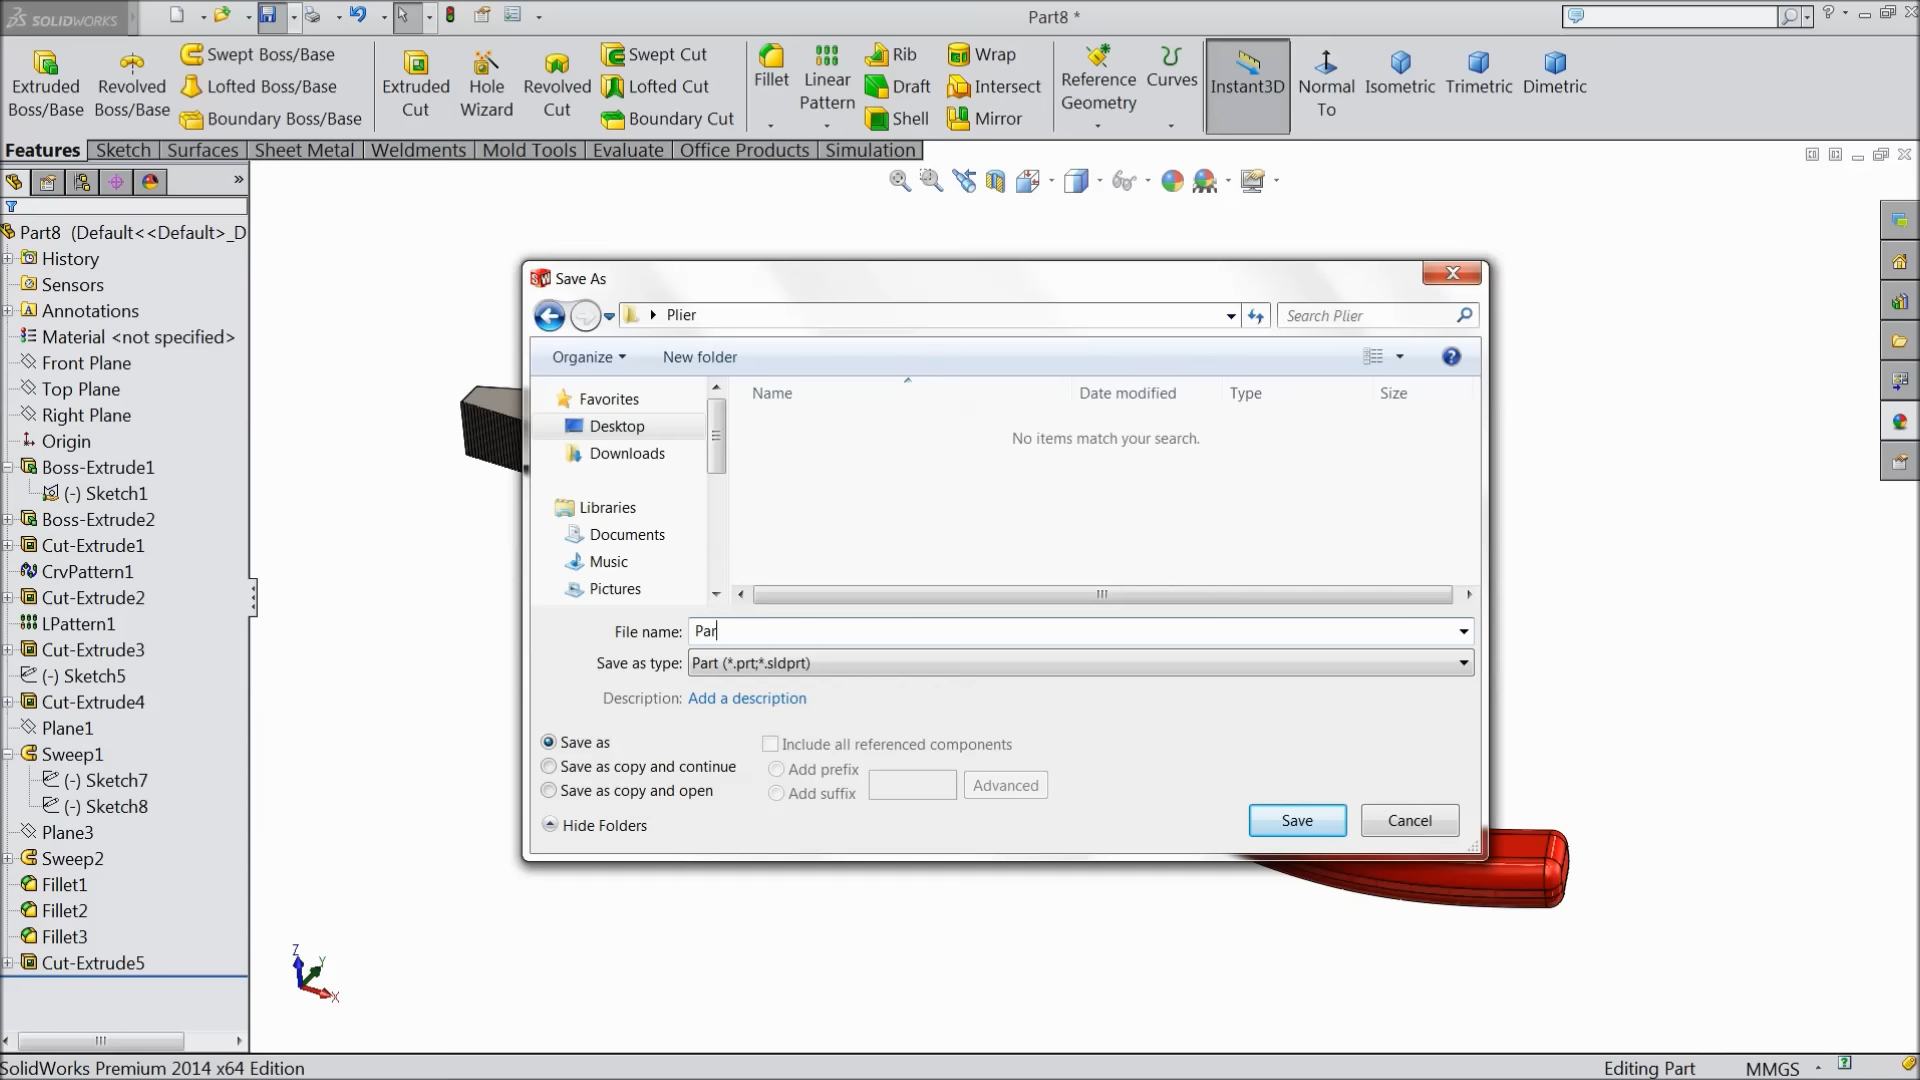 SOLIDWORKS
Part8 *
Extruded Boss/Base
Revolved Boss/Base
Swept Boss/Base
Lofted Boss/Base
Boundary Boss/Base
Extruded Cut
Hole Wizard
Revolved Cut
Swept Cut
Lofted Cut
Boundary Cut
Fillet
Linear Pattern
Rib
Draft
Shell
Wrap
Intersect
Mirror
Reference Geometry
Curves
Instant3D
Normal To
Isometric
Trimetric
Dimetric
Features
Sketch
Surfaces
Sheet Metal
Weldments
Mold Tools
Evaluate
Office Products
Simulation
Part8 (Default<<Default>_D
History
Sensors
Annotations
Material <not specified>
Front Plane
Top Plane
Right Plane
Origin
Boss-Extrude1
(-) Sketch1
Boss-Extrude2
Cut-Extrude1
CrvPattern1
Cut-Extrude2
LPattern1
Cut-Extrude3
(-) Sketch5
Cut-Extrude4
Plane1
Sweep1
(-) Sketch7
(-) Sketch8
Plane3
Sweep2
Fillet1
Fillet2
Fillet3
Cut-Extrude5
Save As
Plier
Search Plier
Organize
New folder
Favorites
Desktop
Downloads
Libraries
Documents
Music
Pictures
Name
Date modified
Type
Size
No items match your search.
File name: Par
Save as type: Part (*.prt;*.sldprt)
Description: Add a description
Save as
Save as copy and continue
Save as copy and open
Include all referenced components
Add prefix
Add suffix
Advanced
Hide Folders
Save
Cancel
Z
Y
X
SolidWorks Premium 2014 x64 Edition
Editing Part
MMGS